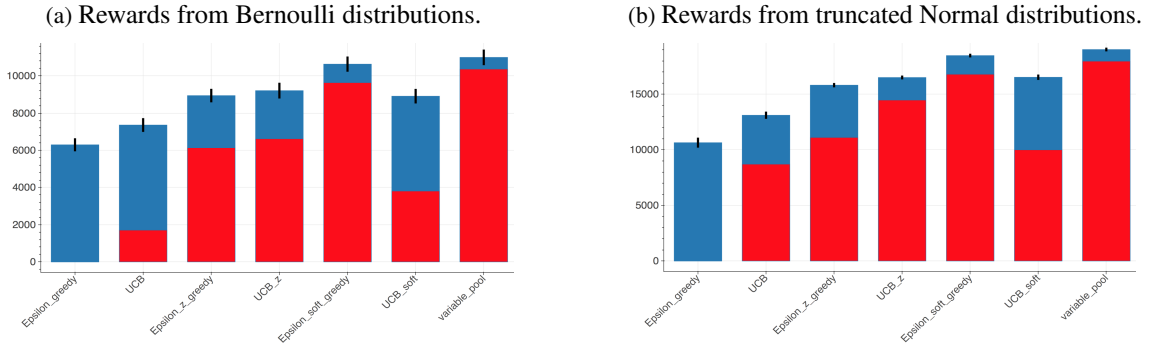 (a) Rewards from Bernoulli distributions.
10000
8000
6000
4000
2000
0
Epsilon_greedy
UCB
Epsilon_z_greedy
UCB_z
Epsilon_soft_greedy
UCB_soft
variable_pool
(b) Rewards from truncated Normal distributions.
15000
10000
5000
0
Epsilon_greedy
UCB
Epsilon_z_greedy
UCB_z
Epsilon_soft_greedy
UCB_soft
variable_pool